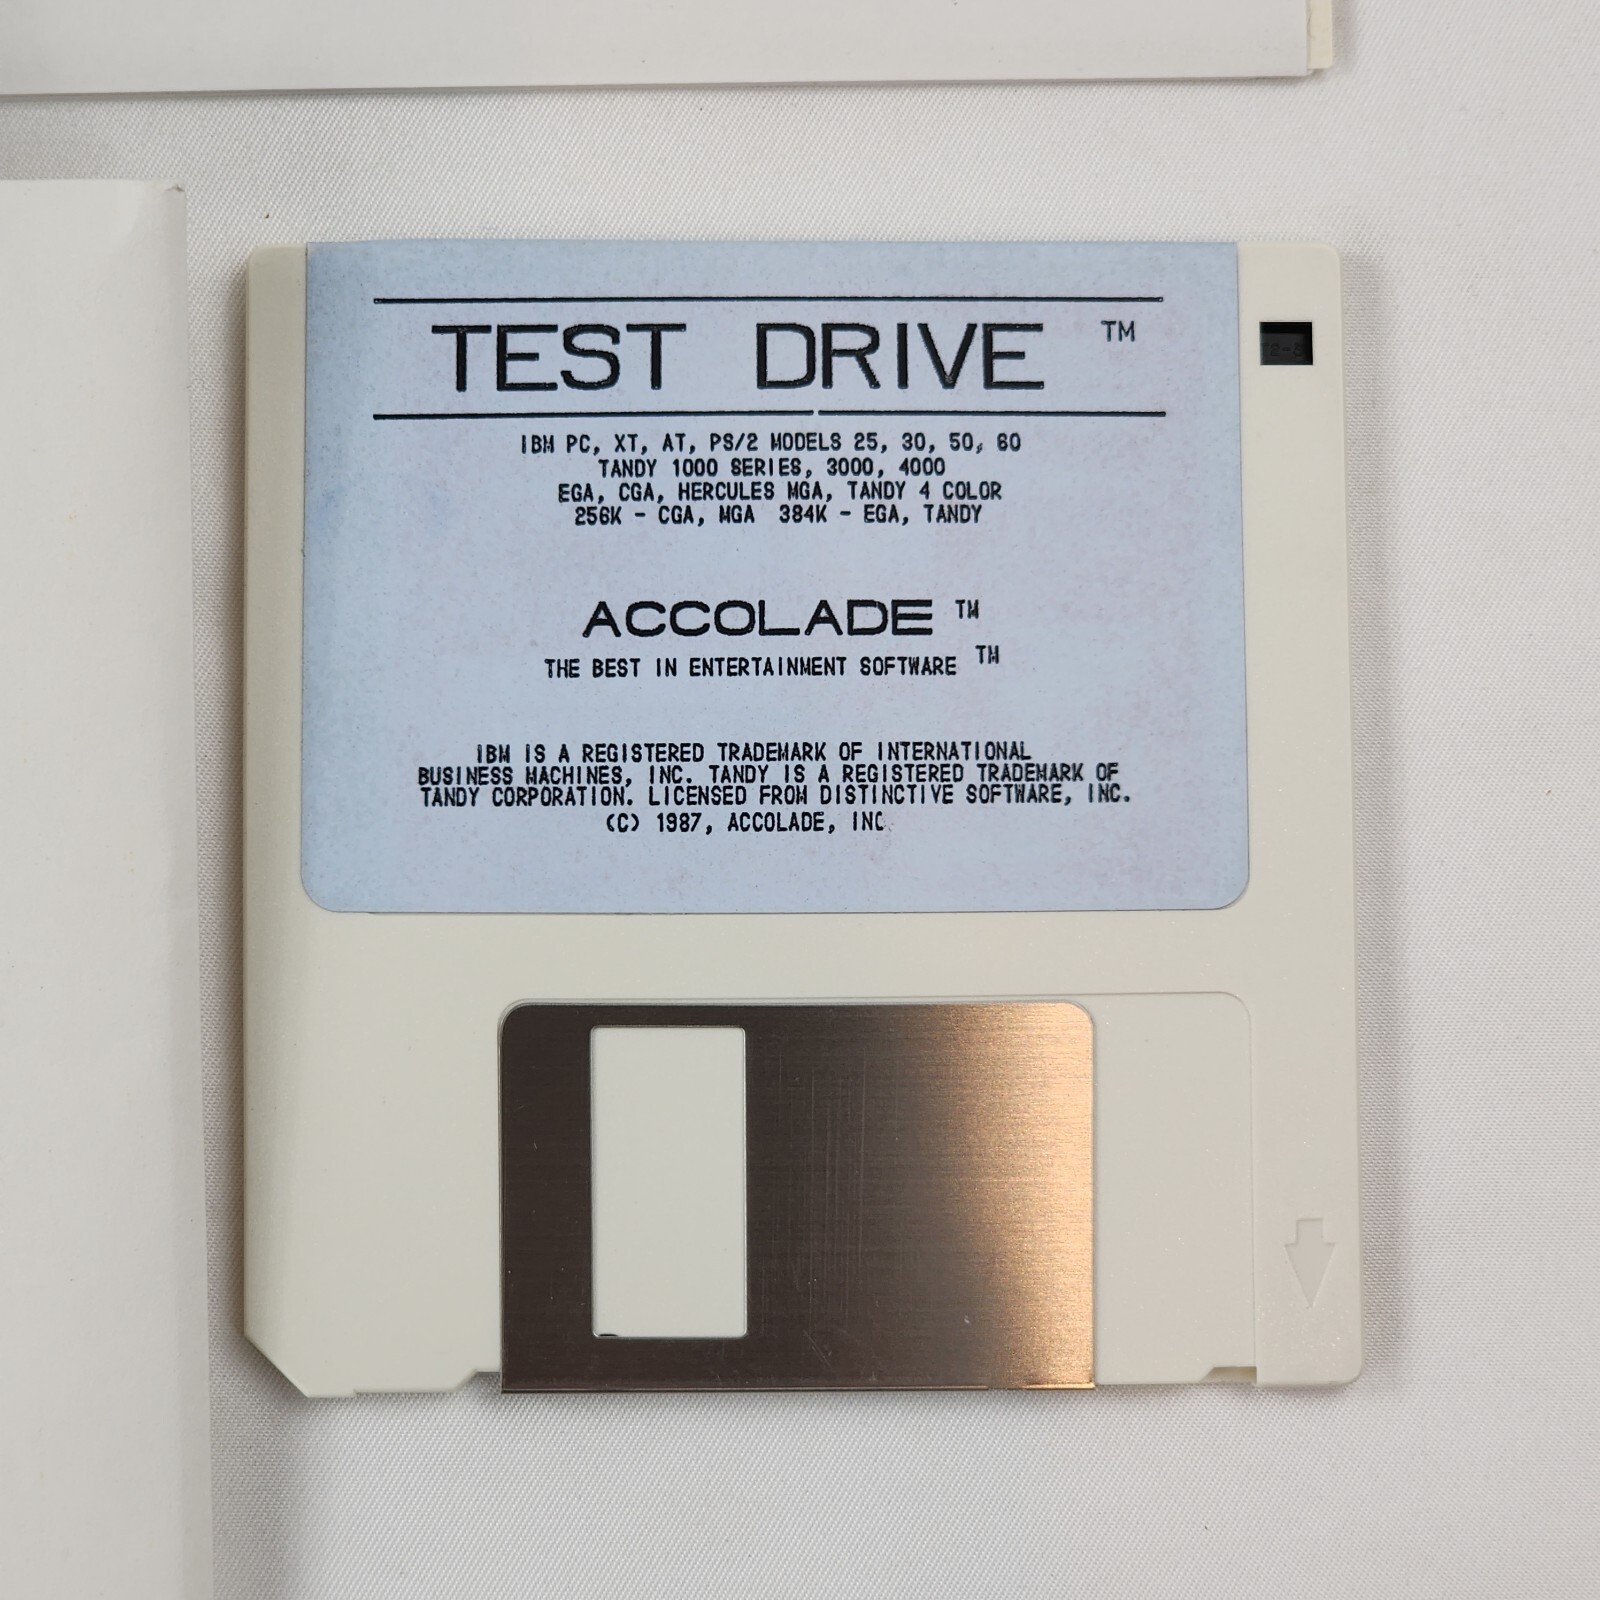 TEST DRIVE ™
IBM PC, XT, AT, PS/2 MODELS 25, 30, 50, 60
TANDY 1000 SERIES, 3000, 4000
EGA, CGA, HERCULES MGA, TANDY 4 COLOR
256K - CGA, MGA 384K - EGA, TANDY
ACCOLADE ™
THE BEST IN ENTERTAINMENT SOFTWARE ™
IBM IS A REGISTERED TRADEMARK OF INTERNATIONAL
BUSINESS MACHINES, INC. TANDY IS A REGISTERED TRADEMARK OF
TANDY CORPORATION. LICENSED FROM DISTINCTIVE SOFTWARE, INC.
(C) 1987, ACCOLADE, INC